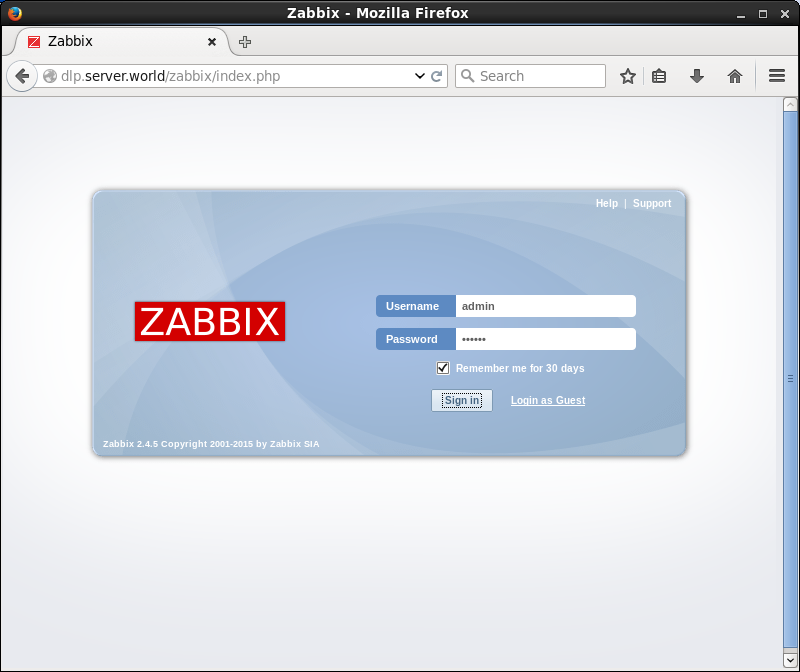 Zabbix - Mozilla Firefox
Zabbix
dlp.server.world/zabbix/index.php
Search
Help | Support
ZABBIX
Username admin
Password ••••••
Remember me for 30 days
Sign in Login as Guest
Zabbix 2.4.5 Copyright 2001-2015 by Zabbix SIA